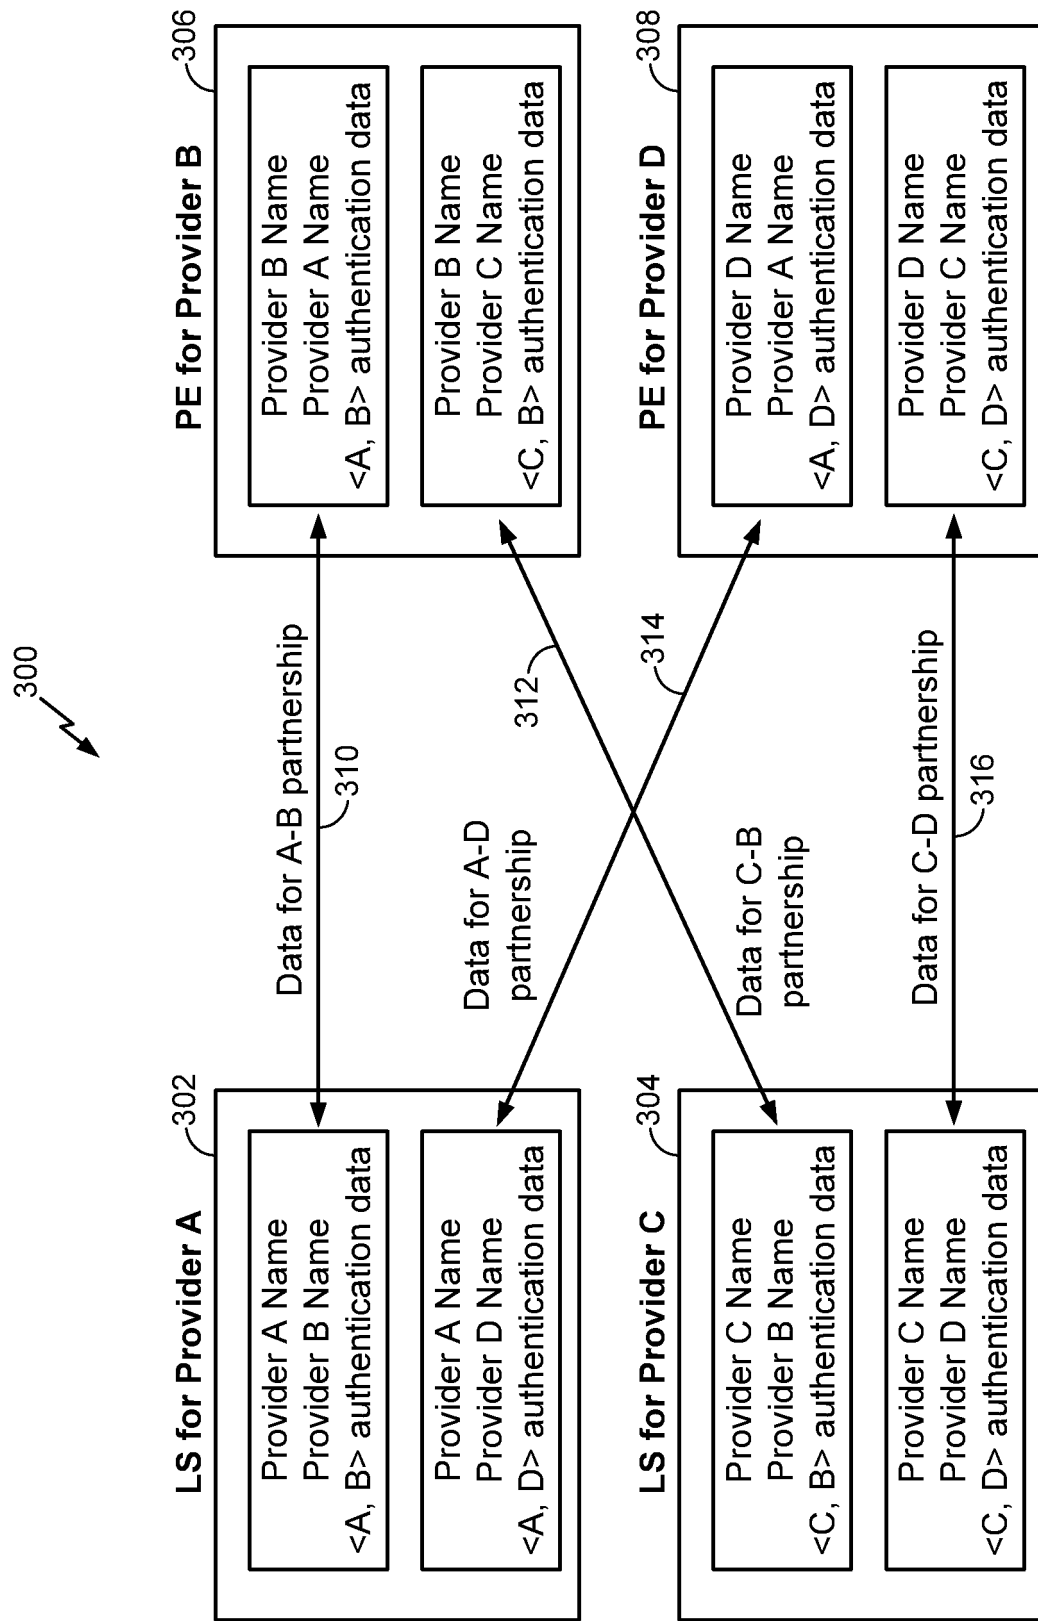 300
LS for Provider A
302
Provider A Name
Provider B Name
<A, B> authentication data
Provider A Name
Provider D Name
<A, D> authentication data
Data for A-B partnership
310
Data for A-D
partnership
PE for Provider B
306
Provider B Name
Provider A Name
<A, B> authentication data
Provider B Name
Provider C Name
<C, B> authentication data
312
314
LS for Provider C
304
Provider C Name
Provider B Name
<C, B> authentication data
Provider C Name
Provider D Name
<C, D> authentication data
Data for C-B
partnership
Data for C-D partnership
316
PE for Provider D
308
Provider D Name
Provider A Name
<A, D> authentication data
Provider D Name
Provider C Name
<C, D> authentication data